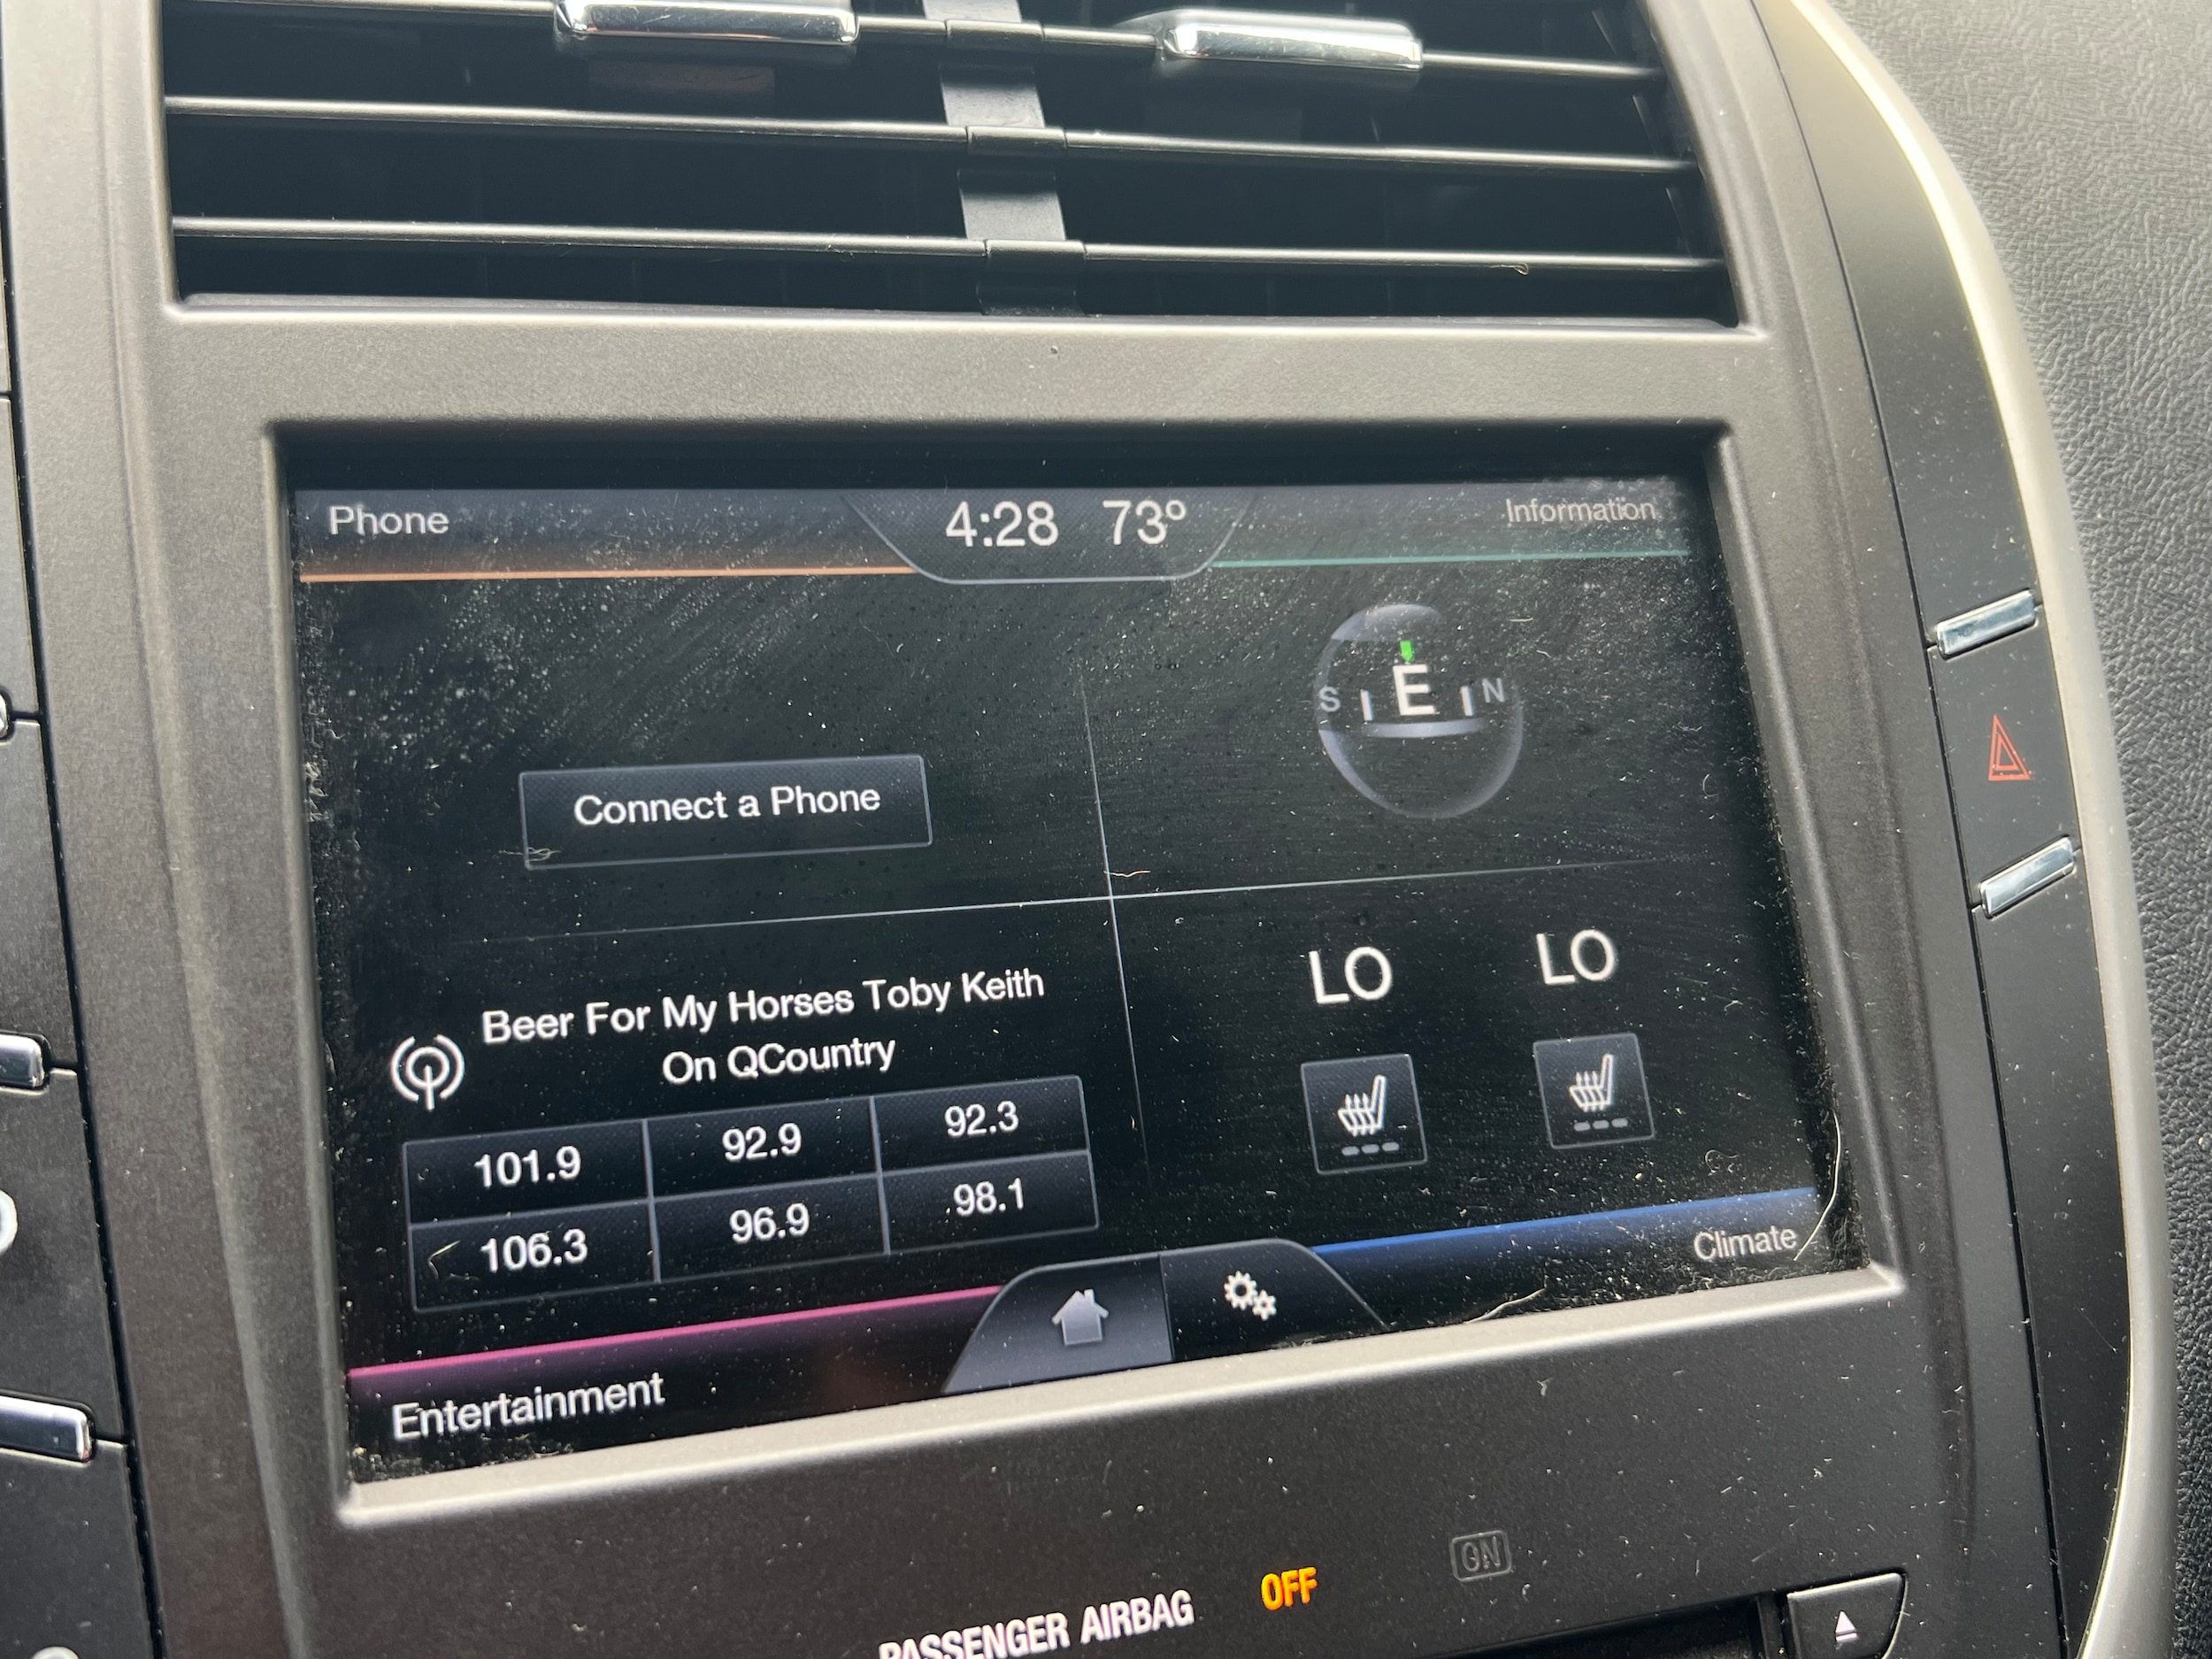 Phone
4:28 73°
Information
S E N
Connect a Phone
LO LO
Beer For My Horses Toby Keith
On QCountry
101.9 92.9 92.3
106.3 96.9 98.1
Climate
Entertainment
PASSENGER AIRBAG OFF ON